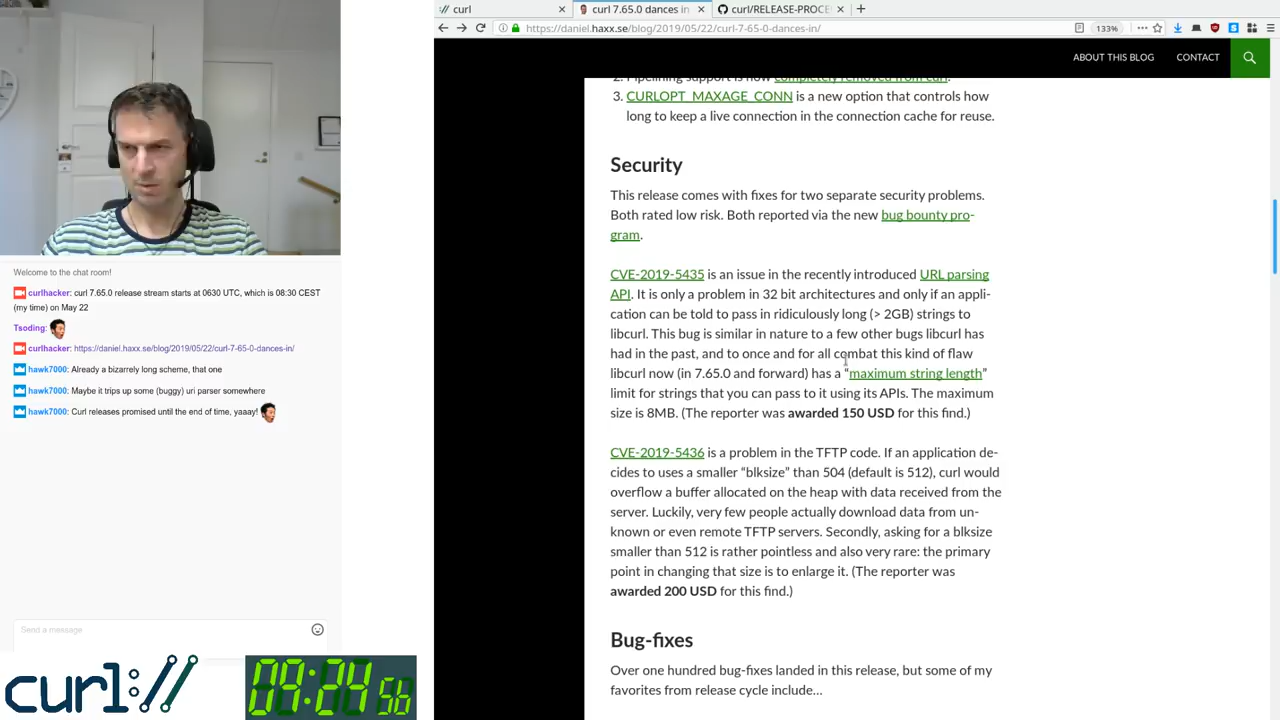 curl
curl 7.65.0 dances in
curl/RELEASE-PROCE
https://daniel.haxx.se/blog/2019/05/22/curl-7-65-0-dances-in/
133%
ABOUT THIS BLOG
CONTACT
2. Pipelining support is now completely removed from curl.
3. CURLOPT_MAXAGE_CONN is a new option that controls how
long to keep a live connection in the connection cache for reuse.
Security
This release comes with fixes for two separate security problems.
Both rated low risk. Both reported via the new bug bounty pro-
gram.
CVE-2019-5435 is an issue in the recently introduced URL parsing
API. It is only a problem in 32 bit architectures and only if an appli-
cation can be told to pass in ridiculously long (> 2GB) strings to
libcurl. This bug is similar in nature to a few other bugs libcurl has
had in the past, and to once and for all combat this kind of flaw
libcurl now (in 7.65.0 and forward) has a “maximum string length”
limit for strings that you can pass to it using its APIs. The maximum
size is 8MB. (The reporter was awarded 150 USD for this find.)
CVE-2019-5436 is a problem in the TFTP code. If an application de-
cides to uses a smaller “blksize” than 504 (default is 512), curl would
overflow a buffer allocated on the heap with data received from the
server. Luckily, very few people actually download data from un-
known or even remote TFTP servers. Secondly, asking for a blksize
smaller than 512 is rather pointless and also very rare: the primary
point in changing that size is to enlarge it. (The reporter was
awarded 200 USD for this find.)
Bug-fixes
Over one hundred bug-fixes landed in this release, but some of my
favorites from release cycle include…
Welcome to the chat room!
curlhacker: curl 7.65.0 release stream starts at 0630 UTC, which is 08:30 CEST
(my time) on May 22
Tsoding:
curlhacker: https://daniel.haxx.se/blog/2019/05/22/curl-7-65-0-dances-in/
hawk7000: Already a bizarrely long scheme, that one
hawk7000: Maybe it trips up some (buggy) uri parser somewhere
hawk7000: Curl releases promised until the end of time, yaaay!
Send a message
curl://